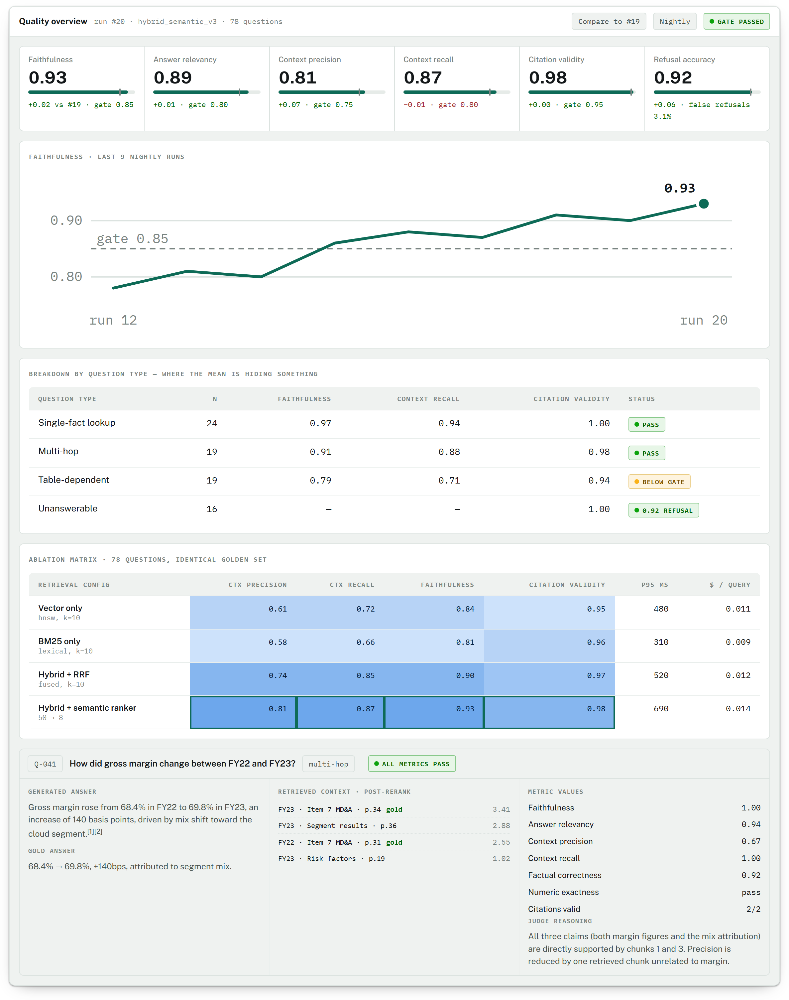 Quality overview run #20 · hybrid_semantic_v3 · 78 questions Compare to #19 Nightly GATE PASSED
Faithfulness
0.93
+0.02 vs #19 · gate 0.85
Answer relevancy
0.89
+0.01 · gate 0.80
Context precision
0.81
+0.07 · gate 0.75
Context recall
0.87
−0.01 · gate 0.80
Citation validity
0.98
+0.00 · gate 0.95
Refusal accuracy
0.92
+0.06 · false refusals
3.1%
FAITHFULNESS · LAST 9 NIGHTLY RUNS
0.93
0.90
gate 0.85
0.80
run 12 run 20
BREAKDOWN BY QUESTION TYPE — WHERE THE MEAN IS HIDING SOMETHING
QUESTION TYPE N FAITHFULNESS CONTEXT RECALL CITATION VALIDITY STATUS
Single-fact lookup 24 0.97 0.94 1.00 PASS
Multi-hop 19 0.91 0.88 0.98 PASS
Table-dependent 19 0.79 0.71 0.94 BELOW GATE
Unanswerable 16 — — 1.00 0.92 REFUSAL
ABLATION MATRIX · 78 QUESTIONS, IDENTICAL GOLDEN SET
RETRIEVAL CONFIG CTX PRECISION CTX RECALL FAITHFULNESS CITATION VALIDITY P95 MS $ / QUERY
Vector only 0.61 0.72 0.84 0.95 480 0.011
hnsw, k=10
BM25 only 0.58 0.66 0.81 0.96 310 0.009
lexical, k=10
Hybrid + RRF 0.74 0.85 0.90 0.97 520 0.012
fused, k=10
Hybrid + semantic ranker 0.81 0.87 0.93 0.98 690 0.014
50 → 8
Q-041 How did gross margin change between FY22 and FY23? multi-hop ALL METRICS PASS
GENERATED ANSWER
Gross margin rose from 68.4% in FY22 to 69.8% in FY23, an
increase of 140 basis points, driven by mix shift toward the
cloud segment.[1][2]
GOLD ANSWER
68.4% → 69.8%, +140bps, attributed to segment mix.
RETRIEVED CONTEXT · POST-RERANK
FY23 · Item 7 MD&A · p.34 gold 3.41
FY23 · Segment results · p.36 2.88
FY22 · Item 7 MD&A · p.31 gold 2.55
FY23 · Risk factors · p.19 1.02
METRIC VALUES
Faithfulness 1.00
Answer relevancy 0.94
Context precision 0.67
Context recall 1.00
Factual correctness 0.92
Numeric exactness pass
Citations valid 2/2
JUDGE REASONING
All three claims (both margin figures and the mix attribution)
are directly supported by chunks 1 and 3. Precision is
reduced by one retrieved chunk unrelated to margin.